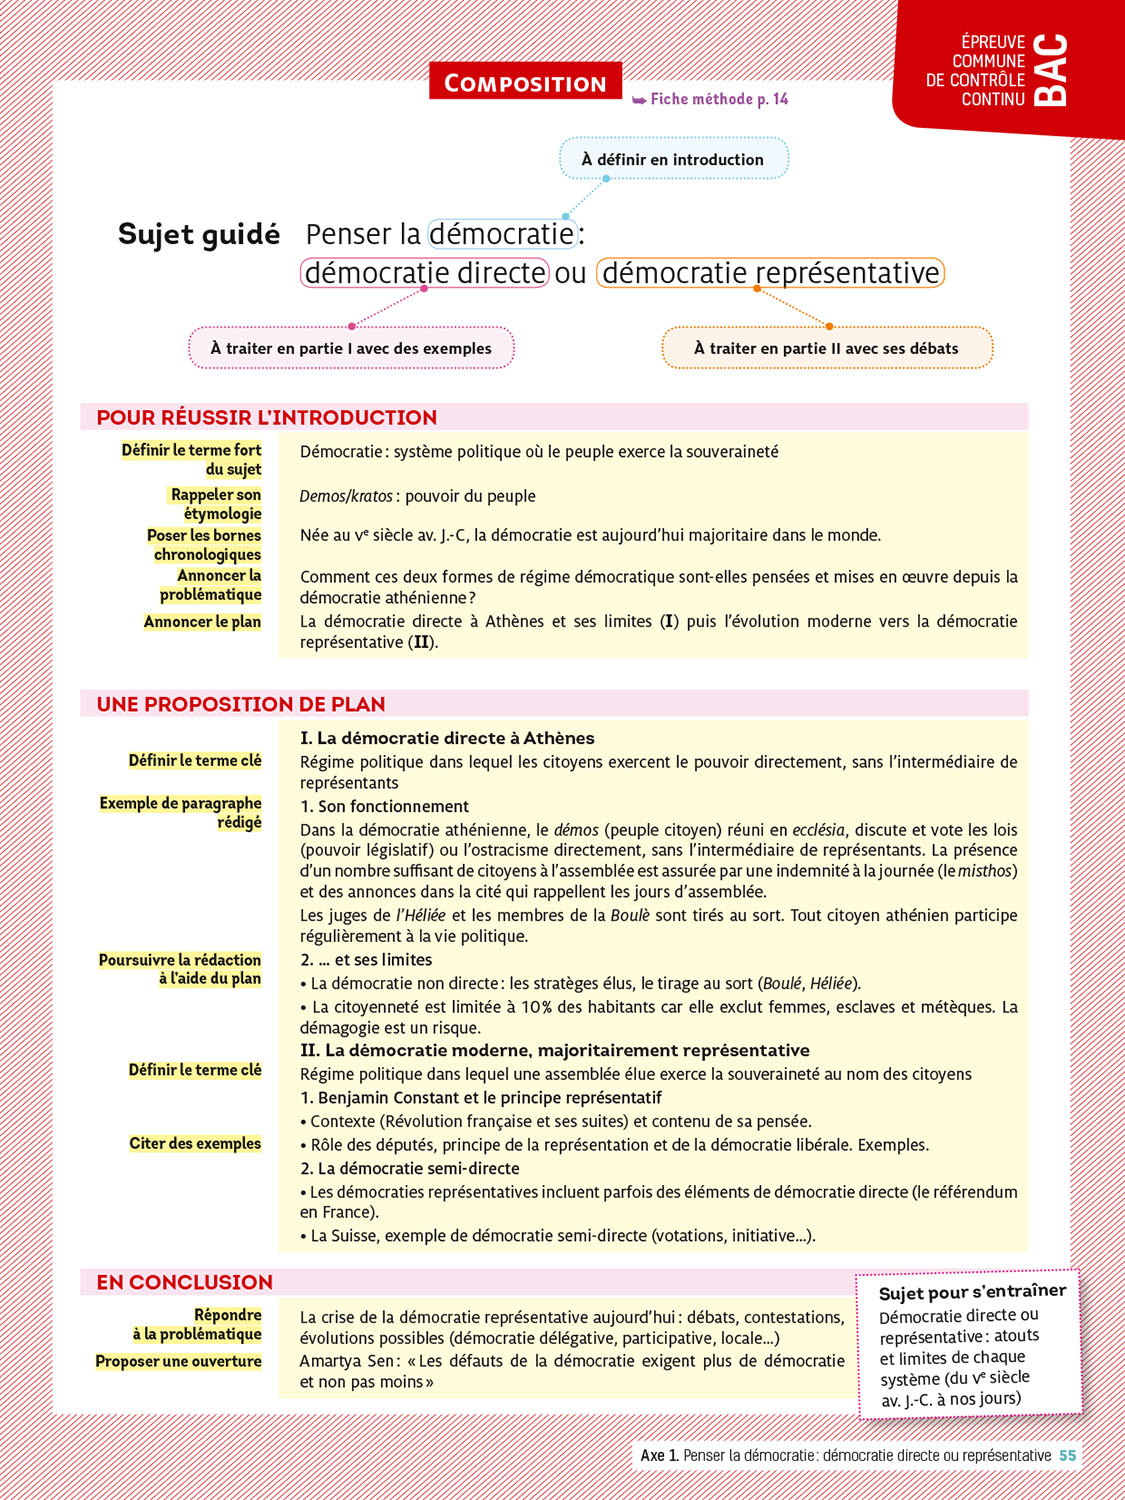 ÉPREUVE
COMMUNE
DE CONTRÔLE
CONTINU
BAC
COMPOSITION
➥ Fiche méthode p. 14
À définir en introduction
Sujet guidé Penser la démocratie :
démocratie directe ou démocratie représentative
À traiter en partie I avec des exemples
À traiter en partie II avec ses débats
POUR RÉUSSIR L'INTRODUCTION
Définir le terme fort
du sujet
Démocratie : système politique où le peuple exerce la souveraineté
Rappeler son
étymologie
Demos/kratos : pouvoir du peuple
Poser les bornes
chronologiques
Née au Ve siècle av. J.-C, la démocratie est aujourd'hui majoritaire dans le monde.
Annoncer la
problématique
Comment ces deux formes de régime démocratique sont-elles pensées et mises en œuvre depuis la
démocratie athénienne ?
Annoncer le plan
La démocratie directe à Athènes et ses limites (I) puis l'évolution moderne vers la démocratie
représentative (II).
UNE PROPOSITION DE PLAN
I. La démocratie directe à Athènes
Définir le terme clé
Régime politique dans lequel les citoyens exercent le pouvoir directement, sans l'intermédiaire de
représentants
Exemple de paragraphe
rédigé
1. Son fonctionnement
Dans la démocratie athénienne, le démos (peuple citoyen) réuni en ecclésia, discute et vote les lois
(pouvoir législatif) ou l'ostracisme directement, sans l'intermédiaire de représentants. La présence
d'un nombre suffisant de citoyens à l'assemblée est assurée par une indemnité à la journée (le misthos)
et des annonces dans la cité qui rappellent les jours d'assemblée.
Les juges de l'Héliée et les membres de la Boulè sont tirés au sort. Tout citoyen athénien participe
régulièrement à la vie politique.
Poursuivre la rédaction
à l'aide du plan
2. … et ses limites
• La démocratie non directe : les stratèges élus, le tirage au sort (Boulé, Héliée).
• La citoyenneté est limitée à 10 % des habitants car elle exclut femmes, esclaves et métèques. La
démagogie est un risque.
II. La démocratie moderne, majoritairement représentative
Définir le terme clé
Régime politique dans lequel une assemblée élue exerce la souveraineté au nom des citoyens
1. Benjamin Constant et le principe représentatif
• Contexte (Révolution française et ses suites) et contenu de sa pensée.
Citer des exemples
• Rôle des députés, principe de la représentation et de la démocratie libérale. Exemples.
2. La démocratie semi-directe
• Les démocraties représentatives incluent parfois des éléments de démocratie directe (le référendum
en France).
• La Suisse, exemple de démocratie semi-directe (votations, initiative…).
EN CONCLUSION
Répondre
à la problématique
La crise de la démocratie représentative aujourd'hui : débats, contestations,
évolutions possibles (démocratie délégative, participative, locale…)
Proposer une ouverture
Amartya Sen : « Les défauts de la démocratie exigent plus de démocratie
et non pas moins »
Sujet pour s'entraîner
Démocratie directe ou
représentative : atouts
et limites de chaque
système (du Ve siècle
av. J.-C. à nos jours)
Axe 1. Penser la démocratie : démocratie directe ou représentative 55